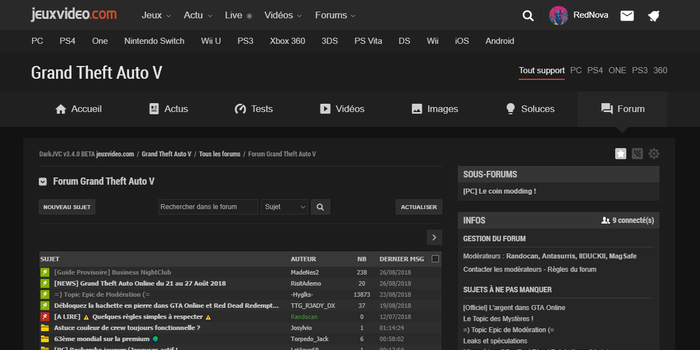 jeuxvideo.com Jeux Actu Live Vidéos Forums RedNova
PC PS4 One Nintendo Switch Wii U PS3 Xbox 360 3DS PS Vita DS Wii iOS Android
Grand Theft Auto V
Tout support PC PS4 ONE PS3 360
Accueil Actus Tests Vidéos Images Soluces Forum
DarkJVC v3.4.0 BETA jeuxvideo.com / Grand Theft Auto V / Tous les forums / Forum Grand Theft Auto V
Forum Grand Theft Auto V
NOUVEAU SUJET Rechercher dans le forum Sujet ACTUALISER
SUJET AUTEUR NB DERNIER MSG
[Guide Provisoire] Business NightClub MadeNes2 238 26/08/2018
[NEWS] Grand Theft Auto Online du 21 au 27 Août 2018 RisitAdemo 20 26/08/2018
=) Topic Epic de Modération (= -Hyglks- 13873 23/08/2018
Débloquez la hachette en pierre dans GTA Online et Red Dead Redempt... TTG_R3ADY_DX 37 19/08/2018
[A LIRE] ⚠ Quelques règles simples à respecter ⚠ Randscan 0 12/07/2018
Astuce couleur de crew toujours fonctionnelle ? Josylvio 1 01:14:24
63ème mondial sur la premium Torpedo_Jack 6 00:58:02
SOUS-FORUMS
[PC] Le coin modding !
INFOS 9 connecté(s)
GESTION DU FORUM
Modérateurs : Randocan, Antasurris, IIDUCKII, MagSafe
Contacter les modérateurs - Règles du forum
SUJETS À NE PAS MANQUER
[Officiel] L'argent dans GTA Online
Le Topic des Mystères !
=) Topic Epic de Modération (=
Leaks et spéculations